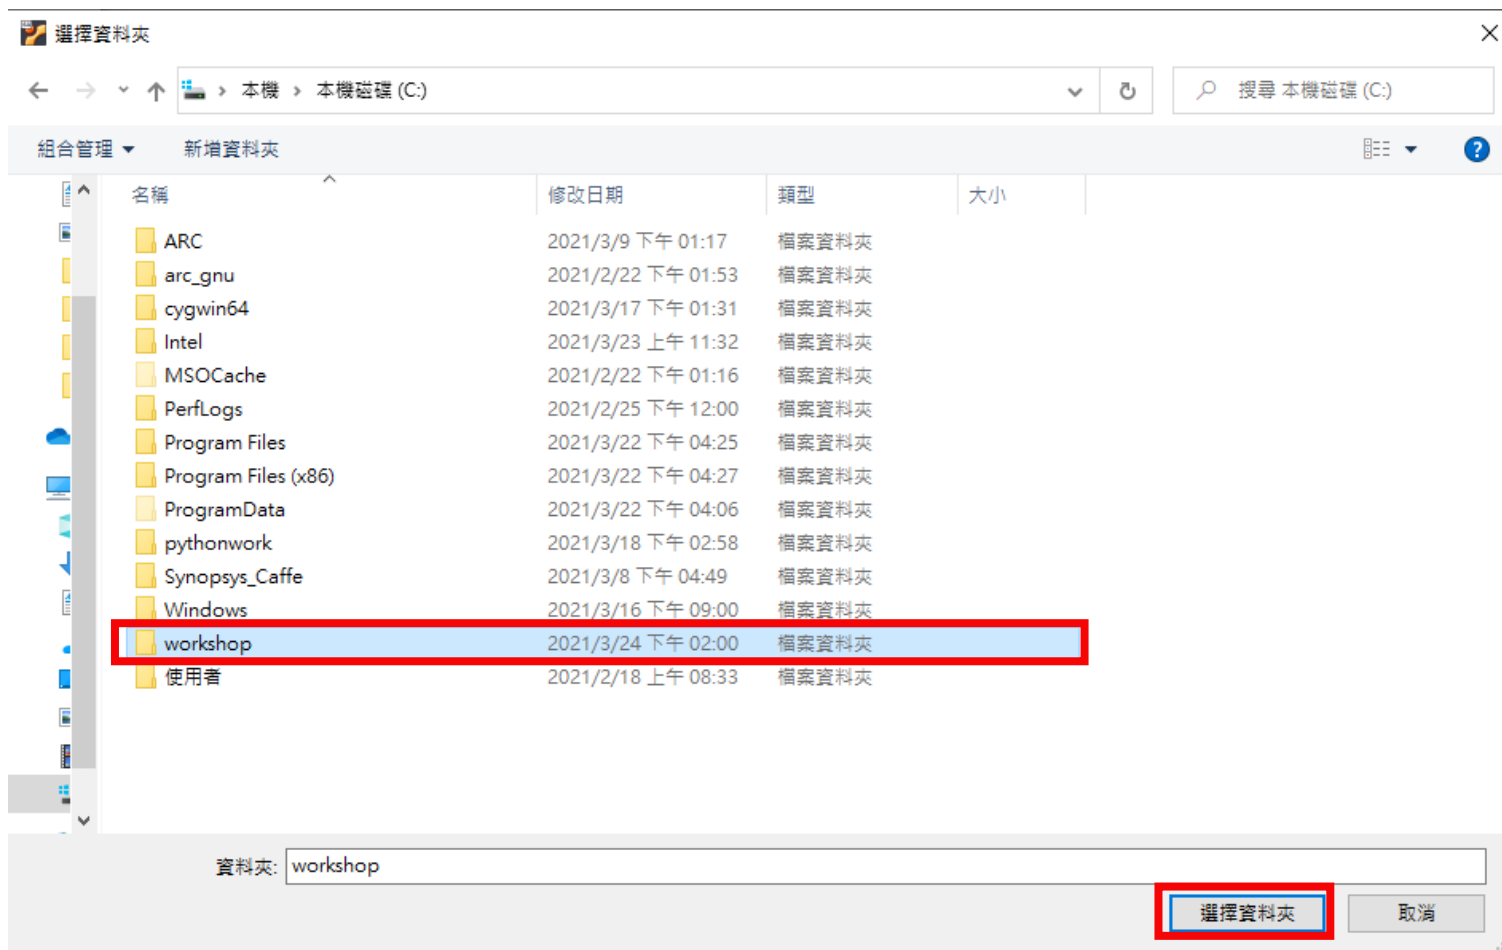 選擇資料夾
本機 › 本機磁碟 (C:)
搜尋 本機磁碟 (C:)
組合管理 新增資料夾
?
名稱 修改日期 類型 大小
ARC 2021/3/9 下午 01:17 檔案資料夾
arc_gnu 2021/2/22 下午 01:53 檔案資料夾
cygwin64 2021/3/17 下午 01:31 檔案資料夾
Intel 2021/3/23 上午 11:32 檔案資料夾
MSOCache 2021/2/22 下午 01:16 檔案資料夾
PerfLogs 2021/2/25 下午 12:00 檔案資料夾
Program Files 2021/3/22 下午 04:25 檔案資料夾
Program Files (x86) 2021/3/22 下午 04:27 檔案資料夾
ProgramData 2021/3/22 下午 04:06 檔案資料夾
pythonwork 2021/3/18 下午 02:58 檔案資料夾
Synopsys_Caffe 2021/3/8 下午 04:49 檔案資料夾
Windows 2021/3/16 下午 09:00 檔案資料夾
workshop 2021/3/24 下午 02:00 檔案資料夾
使用者 2021/2/18 上午 08:33 檔案資料夾
資料夾: workshop
選擇資料夾 取消